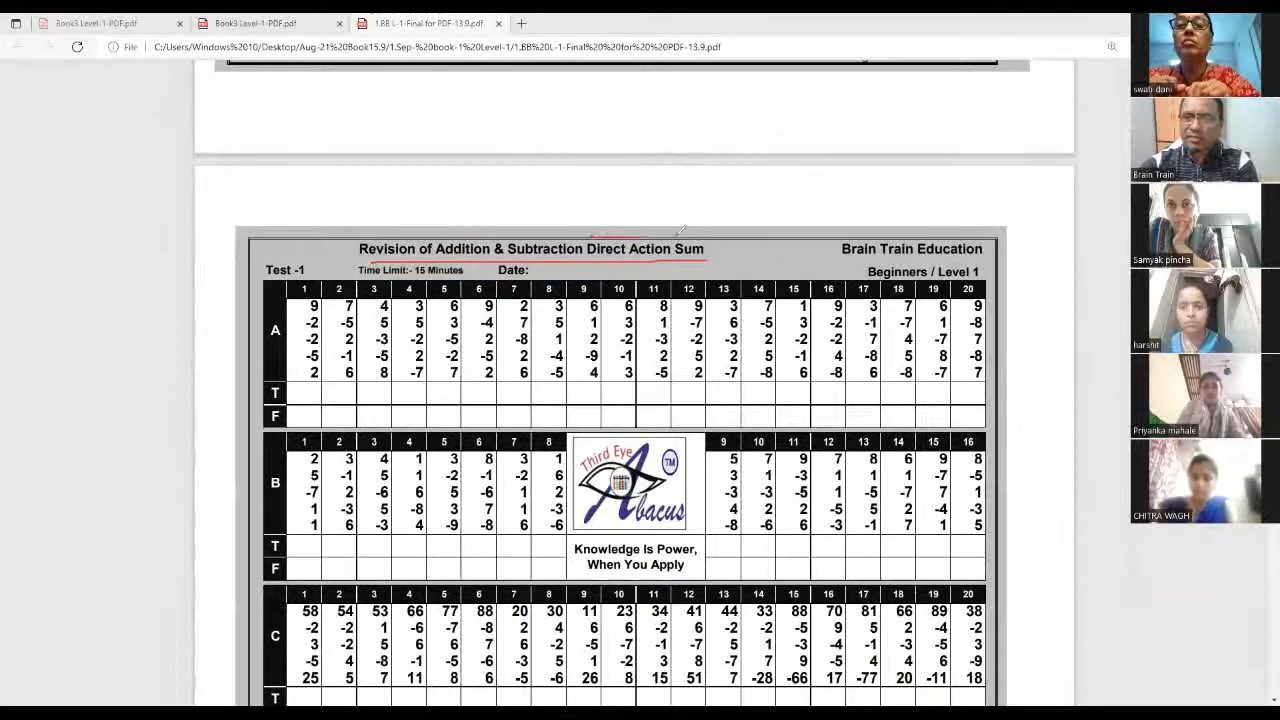 Book3 Level-1-PDF.pdf × Book3 Level-1-PDF.pdf × 1.BB L-1-Final for PDF-13.9.pdf × +
File C:/Users/Windows%2010/Desktop/Aug-21%20Book15.9/1.Sep-%20book-1%20Level-1/1.BB%20L-1-Final%20%20for%20%20PDF-13.9.pdf
swati dani
Brain Train
Samyak pincha
harshit
Priyanka mahale
CHITRA WAGH
Revision of Addition & Subtraction Direct Action Sum Brain Train Education
Test -1 Time Limit:- 15 Minutes Date: Beginners / Level 1
1 2 3 4 5 6 7 8 9 10 11 12 13 14 15 16 17 18 19 20
A
9 7 4 3 6 9 2 3 6 6 8 9 3 7 1 9 3 7 6 9
-2 -5 5 5 3 -4 7 5 1 3 1 -7 6 -5 3 -2 -1 -7 1 -8
-2 2 -3 -2 -5 2 -8 1 2 -2 -3 -2 -3 2 -2 -2 7 4 -7 7
-5 -1 -5 2 -2 -5 2 -4 -9 -1 2 5 2 5 -1 4 -8 5 8 -8
2 6 8 -7 7 2 6 -5 4 3 -5 2 -7 -8 6 -8 6 -8 -7 7
T
F
1 2 3 4 5 6 7 8 9 10 11 12 13 14 15 16
B
2 3 4 1 3 8 3 1 5 7 9 7 8 6 9 8
5 -1 5 1 -2 -1 -2 6 3 1 -3 1 1 1 -7 -5
-7 2 -6 6 5 -6 1 2 -3 -3 -5 1 -5 -7 7 1
1 -3 5 -8 3 7 1 -3 4 2 2 -5 5 2 -4 -3
1 6 -3 4 -9 -8 6 -6 -8 -6 6 -3 -1 7 1 5
T
F
Third Eye
TM
Abacus
Knowledge Is Power,
When You Apply
1 2 3 4 5 6 7 8 9 10 11 12 13 14 15 16 17 18 19 20
C
58 54 53 66 77 88 20 30 11 23 34 41 44 33 88 70 81 66 89 38
-2 -2 1 -6 -7 -8 2 4 6 6 -2 6 -2 -2 -5 9 5 2 -4 -2
3 -2 5 6 6 7 6 -2 -5 -7 -1 -7 5 1 -3 -4 -1 -3 -5 3
-5 4 -8 -1 -5 -6 -3 5 1 -2 3 8 -7 7 9 -5 4 4 6 -9
25 5 7 11 8 6 -5 -6 26 8 15 51 7 -28 -66 17 -77 20 -11 18
T